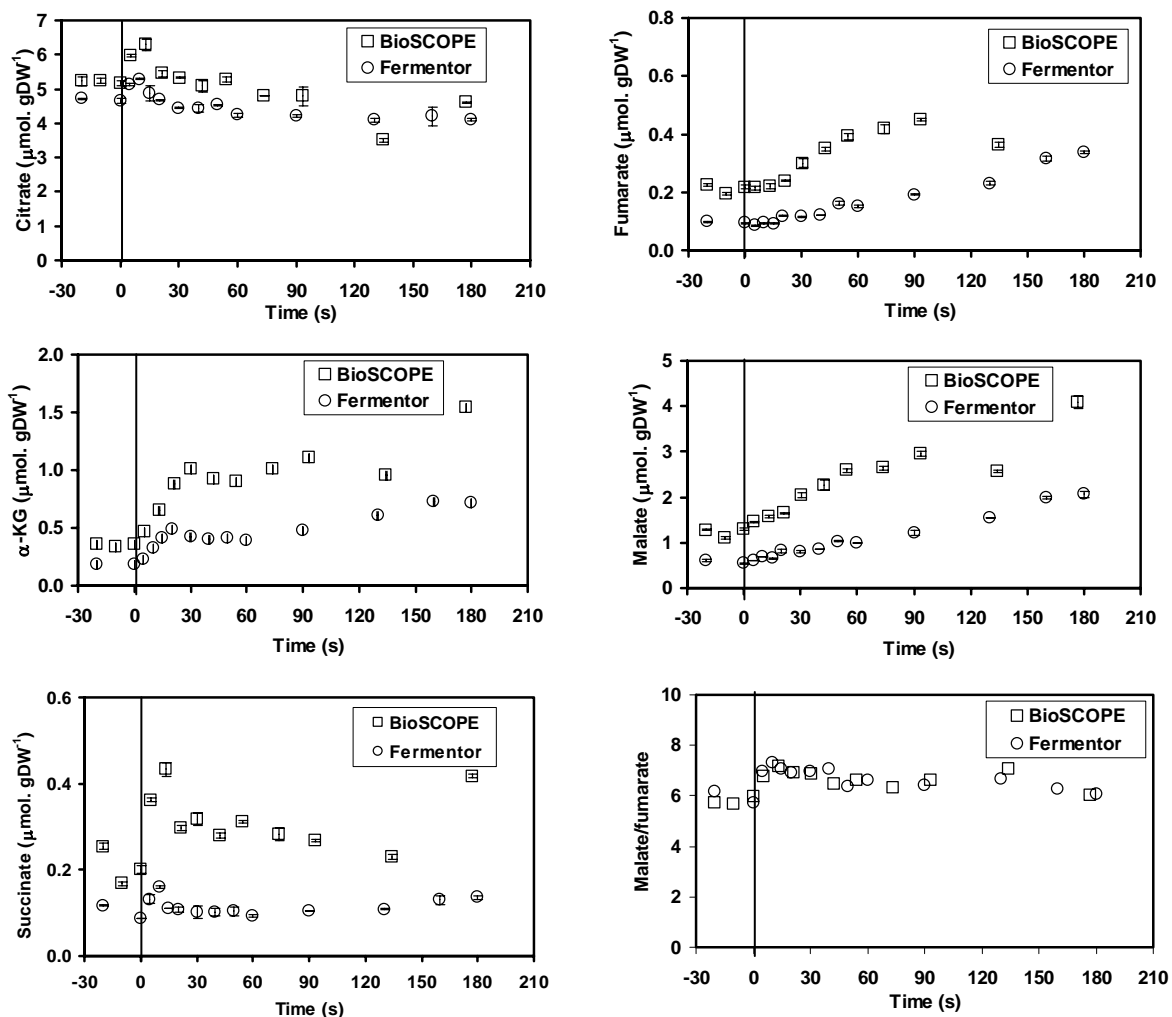 7
6
5
4
3
2
1
0
Citrate (μmol. gDW⁻¹)
BioSCOPE
Fermentor
-30 0 30 60 90 120 150 180 210
Time (s)
0.8
0.6
0.4
0.2
0.0
Fumarate (μmol. gDW⁻¹)
BioSCOPE
Fermentor
-30 0 30 60 90 120 150 180 210
Time (s)
2.0
1.5
1.0
0.5
0.0
α-KG (μmol. gDW⁻¹)
BioSCOPE
Fermentor
-30 0 30 60 90 120 150 180 210
Time (s)
5
4
3
2
1
0
Malate (μmol. gDW⁻¹)
BioSCOPE
Fermentor
-30 0 30 60 90 120 150 180 210
Time (s)
0.6
0.4
0.2
0.0
Succinate (μmol. gDW⁻¹)
BioSCOPE
Fermentor
-30 0 30 60 90 120 150 180 210
Time (s)
10
8
6
4
2
0
Malate/fumarate
BioSCOPE
Fermentor
-30 0 30 60 90 120 150 180 210
Time (s)